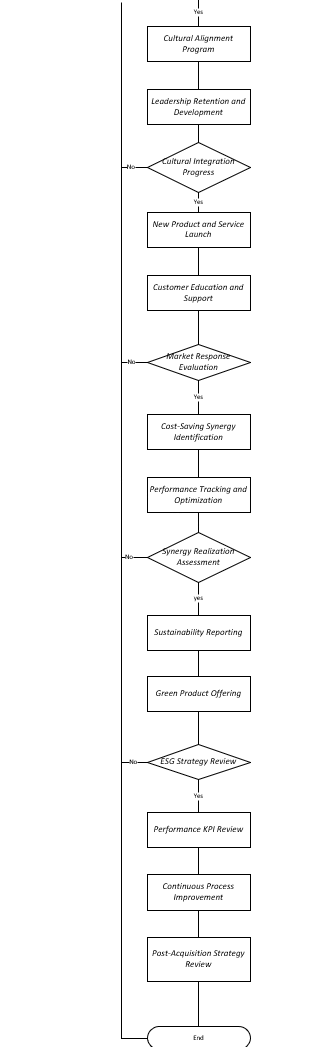 Yes
Cultural Alignment
Program
Leadership Retention and
Development
Cultural Integration
Progress
No
Yes
New Product and Service
Launch
Customer Education and
Support
Market Response
Evaluation
No
Yes
Cost-Saving Synergy
Identification
Performance Tracking and
Optimization
Synergy Realization
Assessment
No
yes
Sustainability Reporting
Green Product Offering
ESG Strategy Review
No
Yes
Performance KPI Review
Continuous Process
Improvement
Post-Acquisition Strategy
Review
End